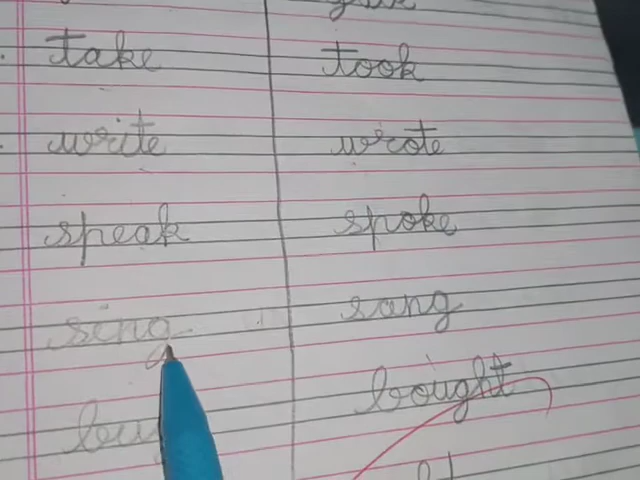 take took
write wrote
speak spoke
sing sang
bought